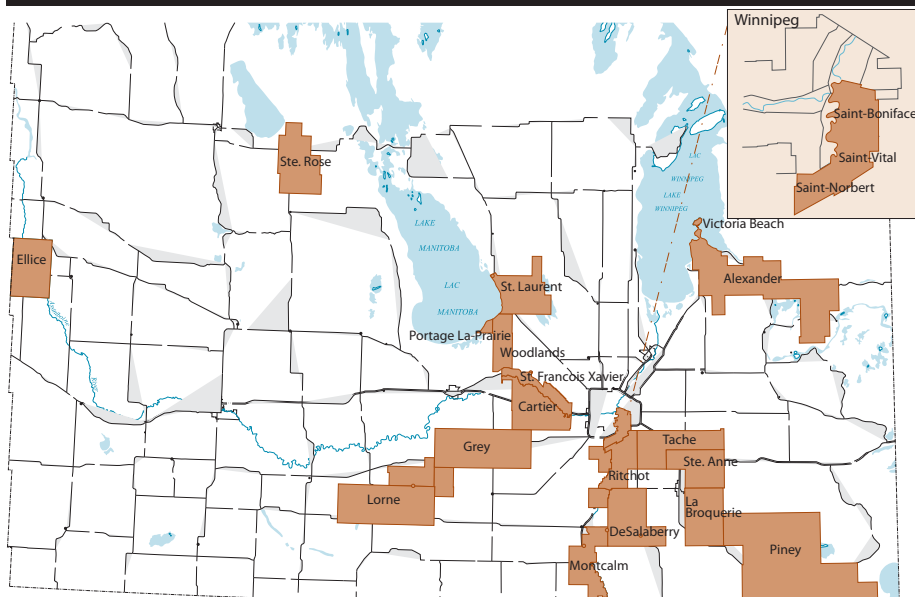 Winnipeg
Saint-Boniface
Saint-Vital
Saint-Norbert
Ste. Rose
LAC
WINNIPEG
LAKE
WINNIPEG
Victoria Beach
LAKE
MANITOBA
LAC
MANITOBA
Ellice
Alexander
St. Laurent
Portage La-Prairie
Woodlands
St. Francois Xavier
Cartier
Grey
Tache
Ste. Anne
Ritchot
Lorne
La
Broquerie
DeSalaberry
Piney
Montcalm